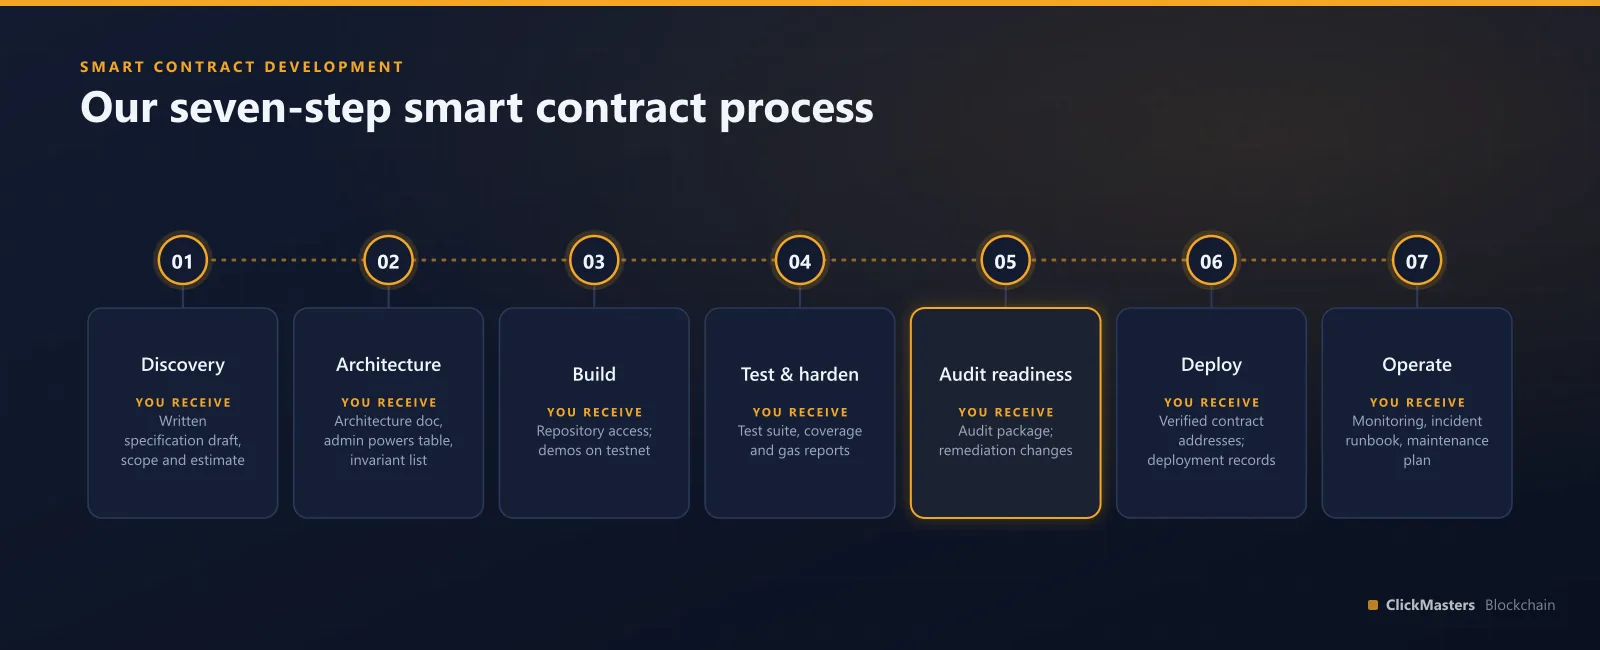 SMART CONTRACT DEVELOPMENT
Our seven-step smart contract process
01
02
03
04
05
06
07
Discovery
YOU RECEIVE
Written
specification draft,
scope and estimate
Architecture
YOU RECEIVE
Architecture doc,
admin powers table,
invariant list
Build
YOU RECEIVE
Repository access;
demos on testnet
Test & harden
YOU RECEIVE
Test suite, coverage
and gas reports
Audit readiness
YOU RECEIVE
Audit package;
remediation changes
Deploy
YOU RECEIVE
Verified contract
addresses;
deployment records
Operate
YOU RECEIVE
Monitoring, incident
runbook, maintenance
plan
ClickMasters Blockchain